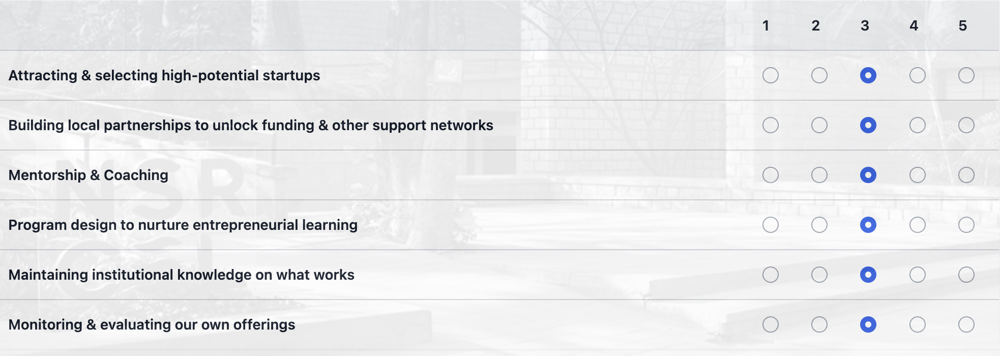 1 2 3 4 5
Attracting & selecting high-potential startups
Building local partnerships to unlock funding & other support networks
Mentorship & Coaching
Program design to nurture entrepreneurial learning
Maintaining institutional knowledge on what works
Monitoring & evaluating our own offerings
NSR